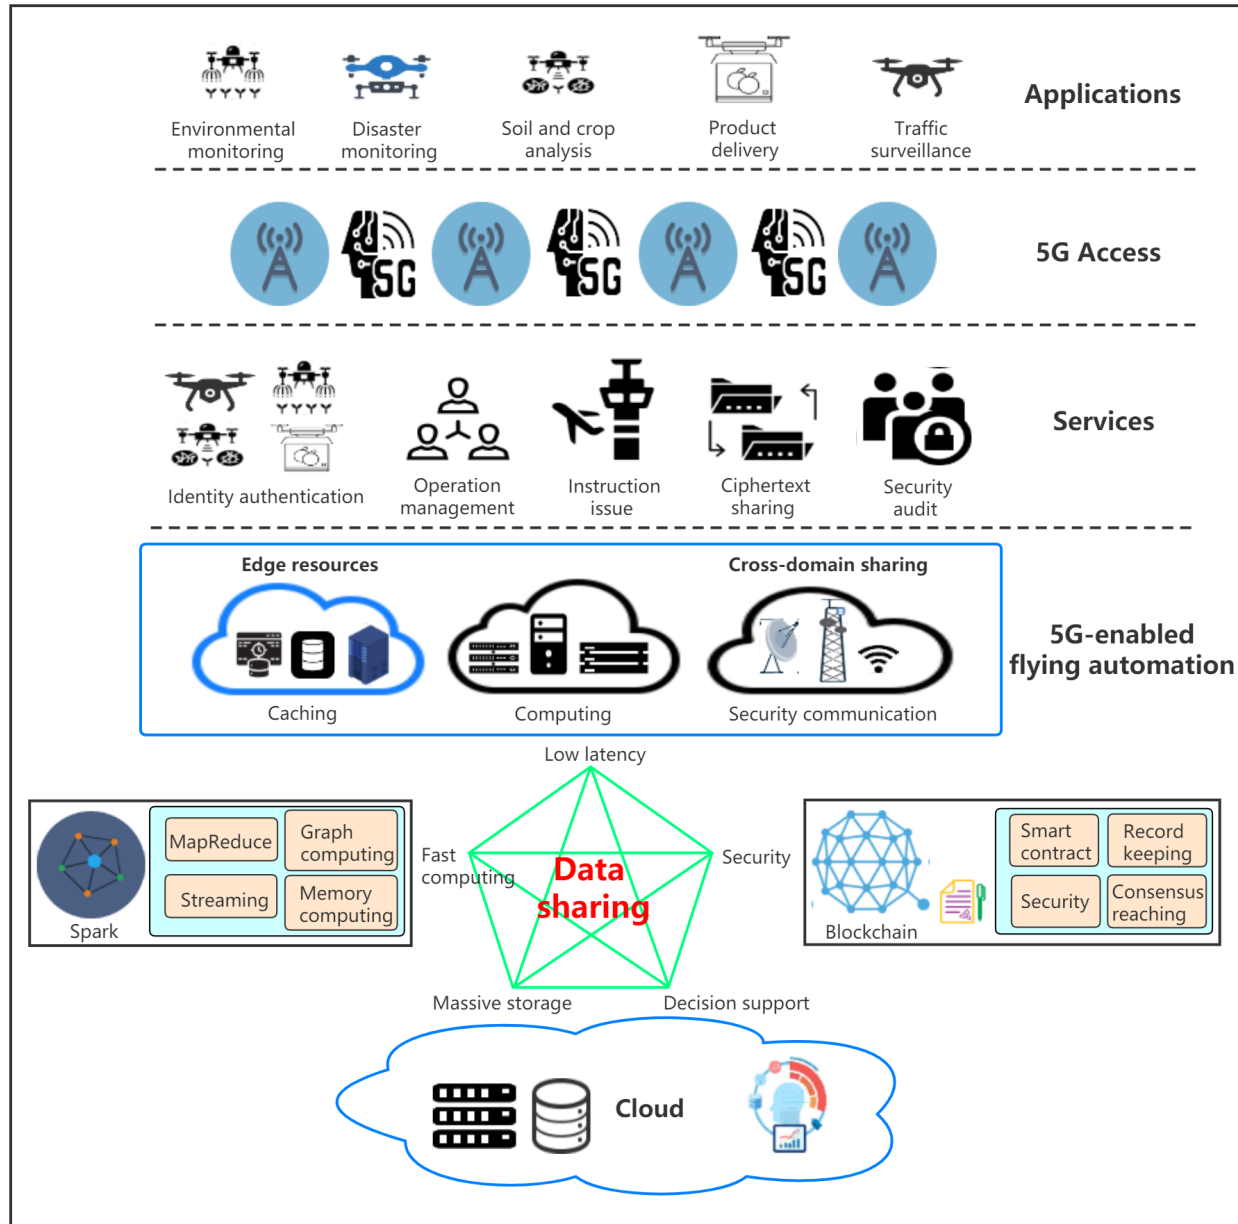 Environmental
monitoring
Disaster
monitoring
Soil and crop
analysis
Product
delivery
Traffic
surveillance
Applications
5G
5G
5G
5G Access
Identity authentication
Operation
management
Instruction
issue
Ciphertext
sharing
Security
audit
Services
Edge resources
Cross-domain sharing
Caching
Computing
Security communication
5G-enabled
flying automation
Low latency
Fast
computing
Security
Massive storage
Decision support
Data
sharing
Spark
MapReduce
Graph
computing
Streaming
Memory
computing
Blockchain
Smart
contract
Record
keeping
Security
Consensus
reaching
Cloud